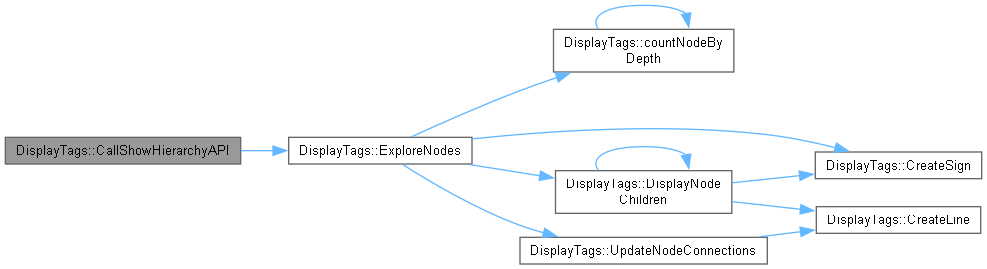 DisplayTags::CallShowHierarchyAPI
DisplayTags::ExploreNodes
DisplayTags::countNodeBy
Depth
DisplayTags::DisplayNode
Children
DisplayTags::UpdateNodeConnections
DisplayTags::CreateSign
DisplayTags::CreateLine